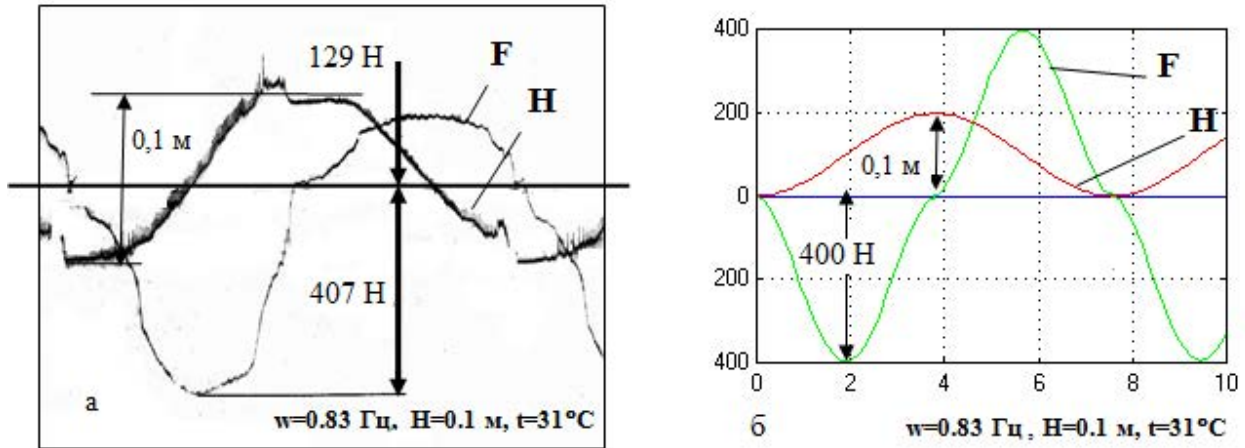 129 Н
F
H
0,1 м
407 Н
а
w=0.83 Гц, H=0.1 м, t=31°C
400
200
0
200
400
0
2
4
6
8
10
F
H
0,1 м
400 Н
б
w=0.83 Гц , H=0.1 м, t=31°C